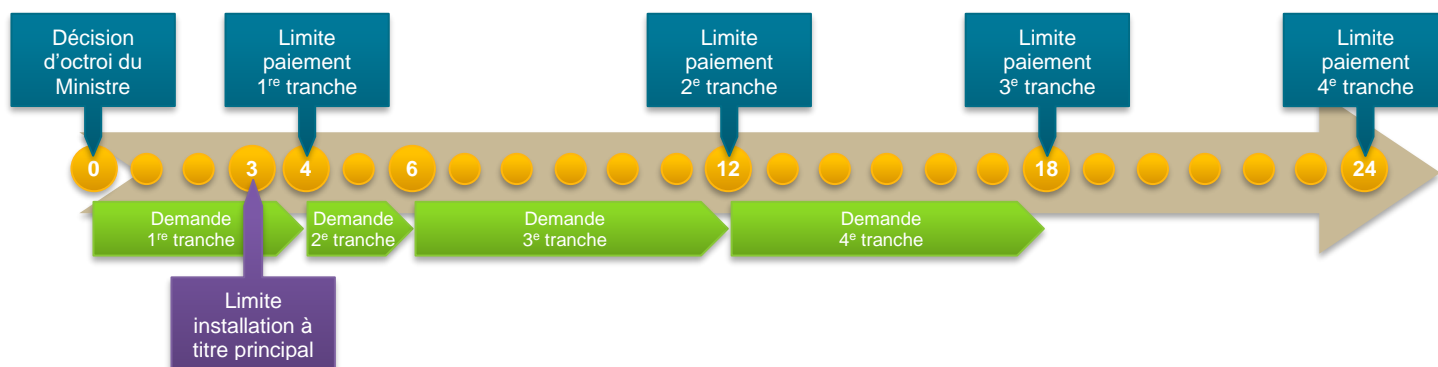 Décision
d'octroi du
Ministre
Limite
paiement
1re tranche
Limite
paiement
2e tranche
Limite
paiement
3e tranche
Limite
paiement
4e tranche
0
3
4
6
12
18
24
Demande
1re tranche
Demande
2e tranche
Demande
3e tranche
Demande
4e tranche
Limite
installation à
titre principal